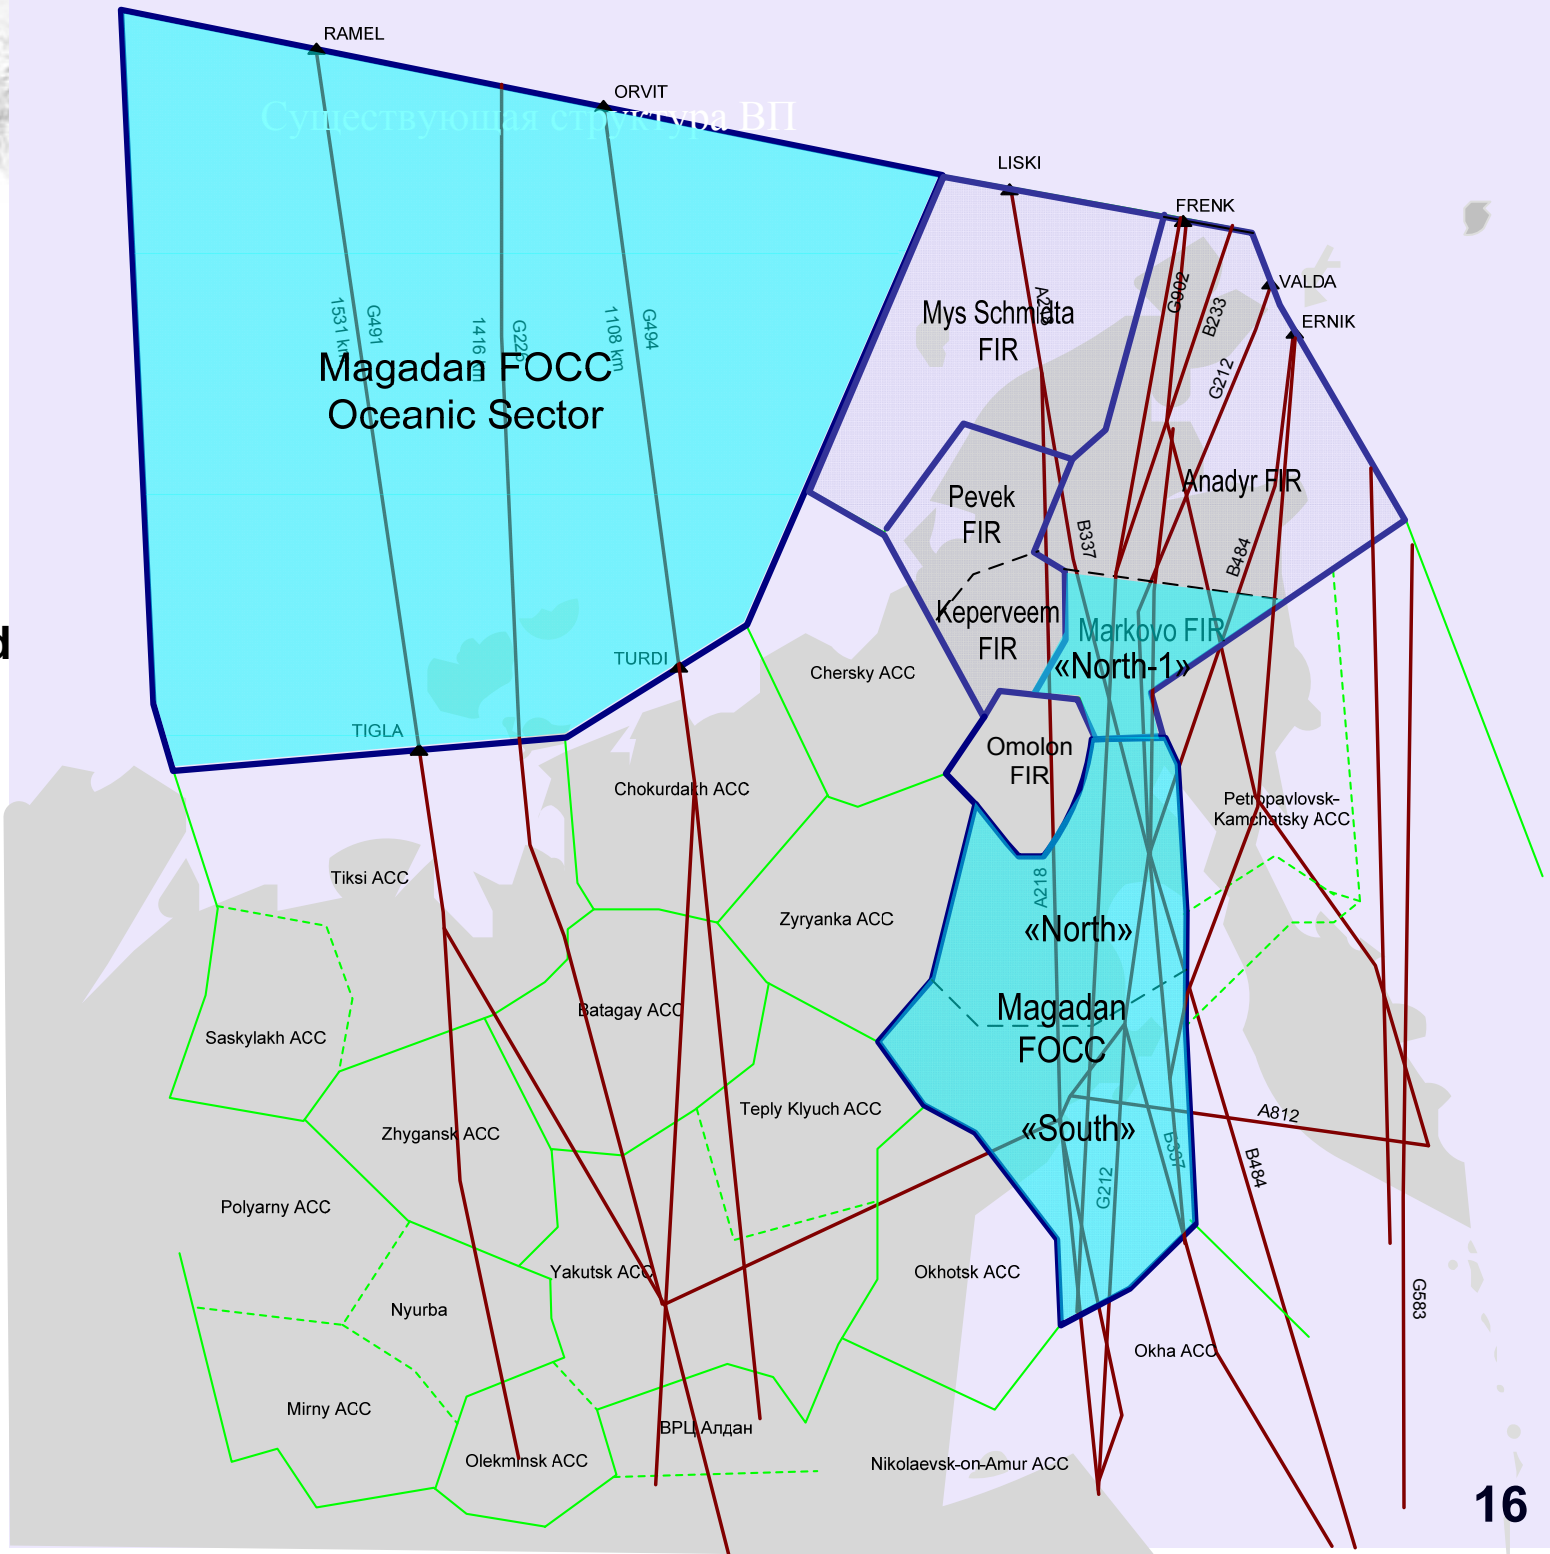 RAMEL
ORVIT
Существующая структура ВП
LISKI
FRENK
VALDA
ERNIK
A218
G902
B233
G212
Mys Schmidta
FIR
1531 km
G491
1416 km
G226
1108 km
G494
Magadan FOCC
Oceanic Sector
Pevek
FIR
Anadyr FIR
B337
B484
Keperveem
FIR
Markovo FIR
«North-1»
d
TURDI
TIGLA
Chersky ACC
Omolon
FIR
Chokurdakh ACC
Petropavlovsk-
Kamchatsky ACC
Tiksi ACC
A218
Zyryanka ACC
«North»
Batagay ACC
Magadan
FOCC
Saskylakh ACC
Teply Klyuch ACC
A812
Zhygansk ACC
«South»
B337
B484
G212
Polyarny ACC
Yakutsk ACC
Okhotsk ACC
G583
Nyurba
Okha ACC
Mirny ACC
ВРЦ Алдан
Olekminsk ACC
Nikolaevsk-on-Amur ACC
16